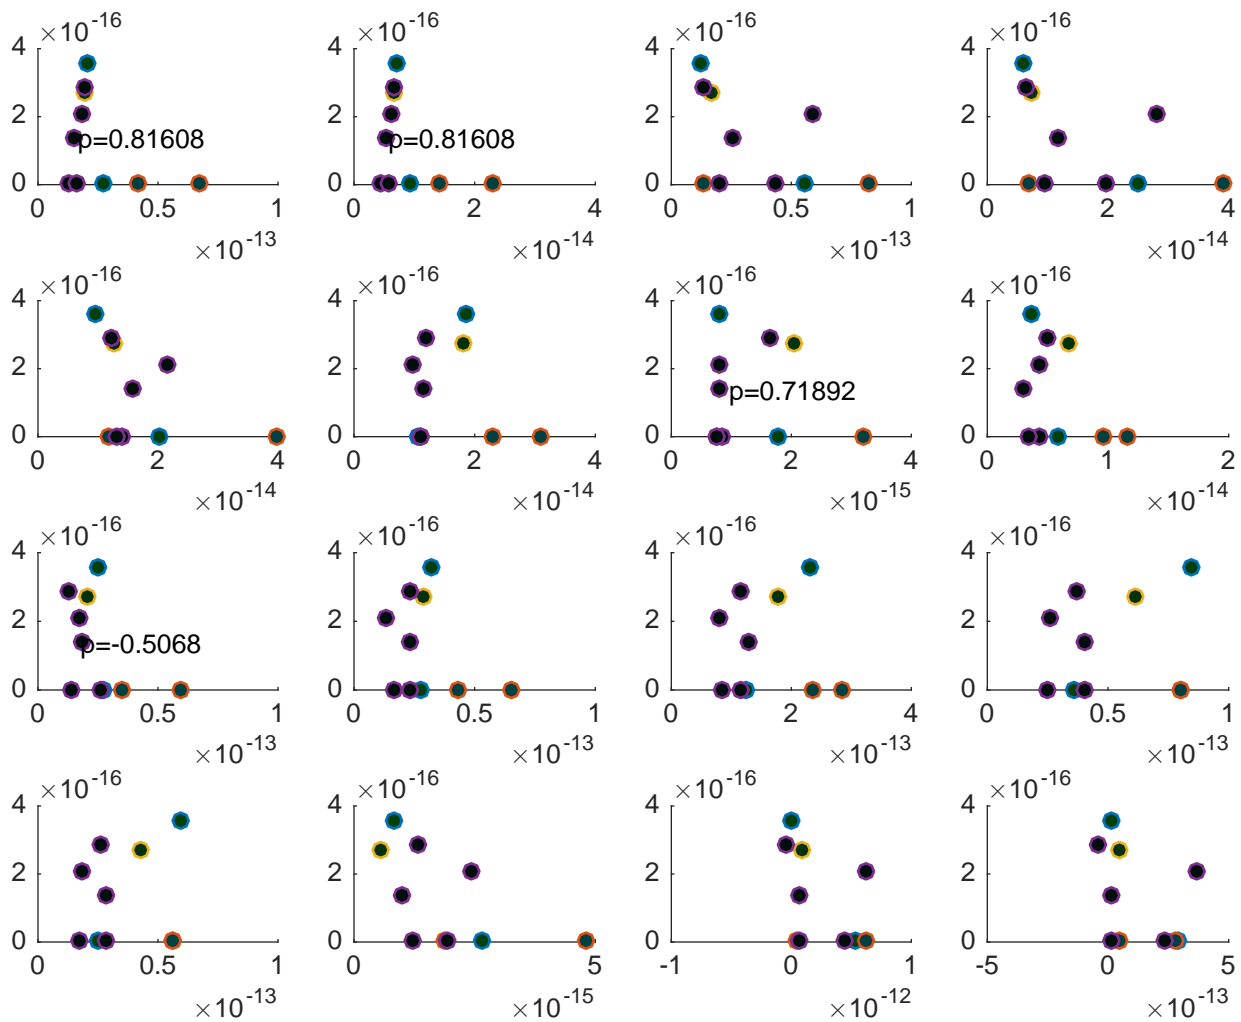 ×10-16 ×10-16 ×10-16 ×10-16
4 4 4 4
2 2 2 2
p=0.81608 p=0.81608
0 0 0 0
0 0.5 1 0 2 4 0 0.5 1 0 2 4
×10-13 ×10-14 ×10-13 ×10-14
×10-16 ×10-16 ×10-16 ×10-16
4 4 4 4
2 2 2 2
p=0.71892
0 0 0 0
0 2 4 0 2 4 0 2 4 0 1 2
×10-14 ×10-14 ×10-15 ×10-14
×10-16 ×10-16 ×10-16 ×10-16
4 4 4 4
2 2 2 2
p=-0.5068
0 0 0 0
0 0.5 1 0 0.5 1 0 2 4 0 0.5 1
×10-13 ×10-13 ×10-13 ×10-13
×10-16 ×10-16 ×10-16 ×10-16
4 4 4 4
2 2 2 2
0 0 0 0
0 0.5 1 0 5 -1 0 1 -5 0 5
×10-13 ×10-15 ×10-12 ×10-13